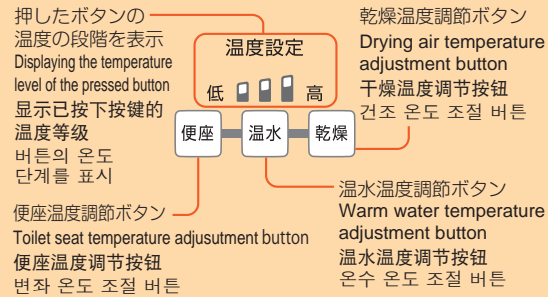 押したボタンの
温度の段階を表示
Displaying the temperature
level of the pressed button
显示已按下按键的
温度等级
버튼의 온도
단계를 표시
温度設定
低 高
便座 温水 乾燥
乾燥温度調節ボタン
Drying air temperature
adjustment button
干燥温度调节按钮
건조 온도 조절 버튼
便座温度調節ボタン
Toilet seat temperature adjusutment button
便座温度调节按钮
변좌 온도 조절 버튼
温水温度調節ボタン
Warm water temperature
adjustment button
温水温度调节按钮
온수 온도 조절 버튼